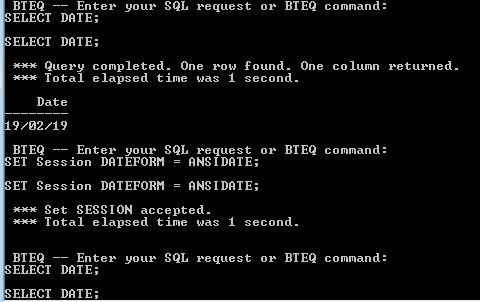 BTEQ -- Enter your SQL request or BTEQ command:
SELECT DATE;
SELECT DATE;
*** Query completed. One row found. One column returned.
*** Total elapsed time was 1 second.
Date
--------
19/02/19
BTEQ -- Enter your SQL request or BTEQ command:
SET Session DATEFORM = ANSIDATE;
SET Session DATEFORM = ANSIDATE;
*** Set SESSION accepted.
*** Total elapsed time was 1 second.
BTEQ -- Enter your SQL request or BTEQ command:
SELECT DATE;
SELECT DATE;